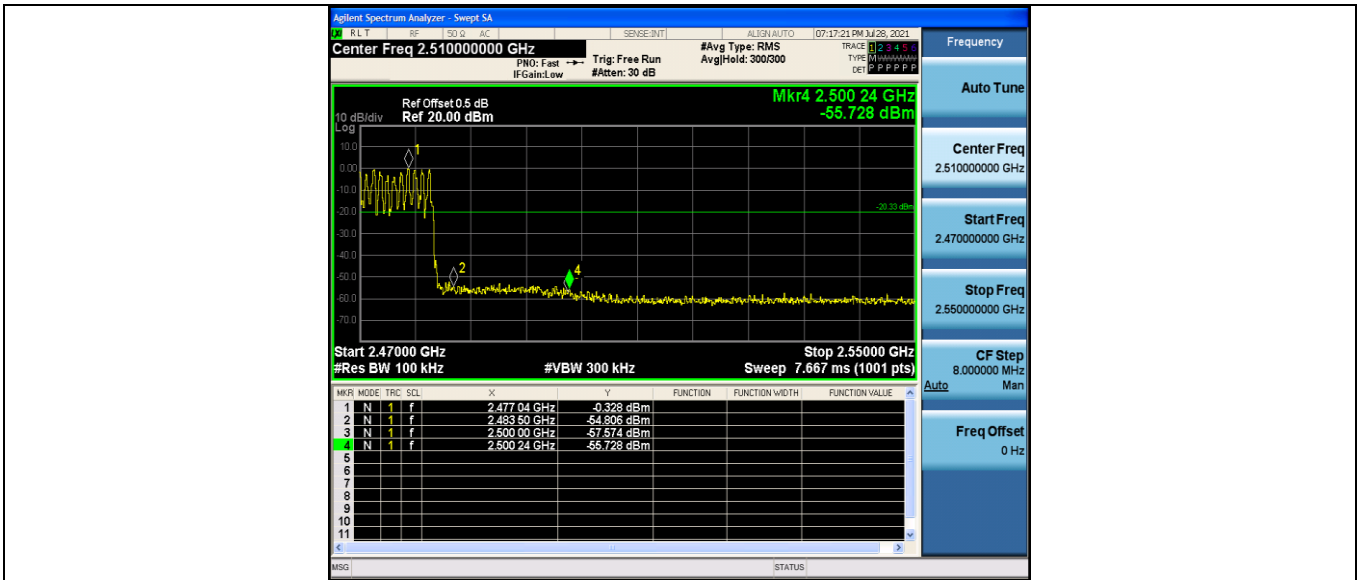 Agilent Spectrum Analyzer - Swept SA
R L T RF 50 Ω AC SENSE:INT ALIGN AUTO 07:17:21 PM Jul 28, 2021
Center Freq 2.510000000 GHz
PNO: Fast
IFGain:Low
Trig: Free Run
#Atten: 30 dB
#Avg Type: RMS
Avg|Hold: 300/300
TRACE 1 2 3 4 5 6
TYPE M
DET P P P P P P
Ref Offset 0.5 dB
10 dB/div Ref 20.00 dBm
Log
Mkr4 2.500 24 GHz
-55.728 dBm
10.0
0.00
-10.0
-20.0
-30.0
-40.0
-50.0
-60.0
-70.0
1
2
4
-20.33 dBm
Start 2.47000 GHz Stop 2.55000 GHz
#Res BW 100 kHz #VBW 300 kHz Sweep 7.667 ms (1001 pts)
MKR MODE TRC SCL X Y FUNCTION FUNCTION WIDTH FUNCTION VALUE
1 N 1 f 2.477 04 GHz -0.328 dBm
2 N 1 f 2.483 50 GHz -54.806 dBm
3 N 1 f 2.500 00 GHz -57.574 dBm
4 N 1 f 2.500 24 GHz -55.728 dBm
5
6
7
8
9
10
11
MSG STATUS
Frequency
Auto Tune
Center Freq
2.510000000 GHz
Start Freq
2.470000000 GHz
Stop Freq
2.550000000 GHz
CF Step
8.000000 MHz
Auto Man
Freq Offset
0 Hz